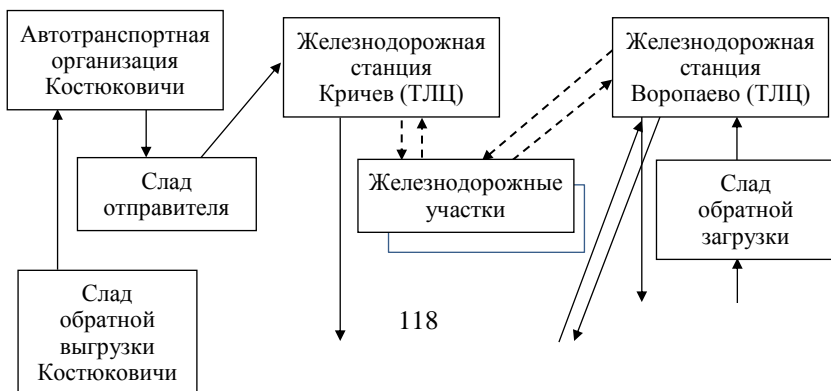 Автотранспортная
организация
Костюковичи
Железнодорожная
станция
Кричев (ТЛЦ)
Железнодорожная
станция
Воропаево (ТЛЦ)
Слад
отправителя
Железнодорожные
участки
Слад
обратной
загрузки
Слад
обратной
выгрузки
Костюковичи
118